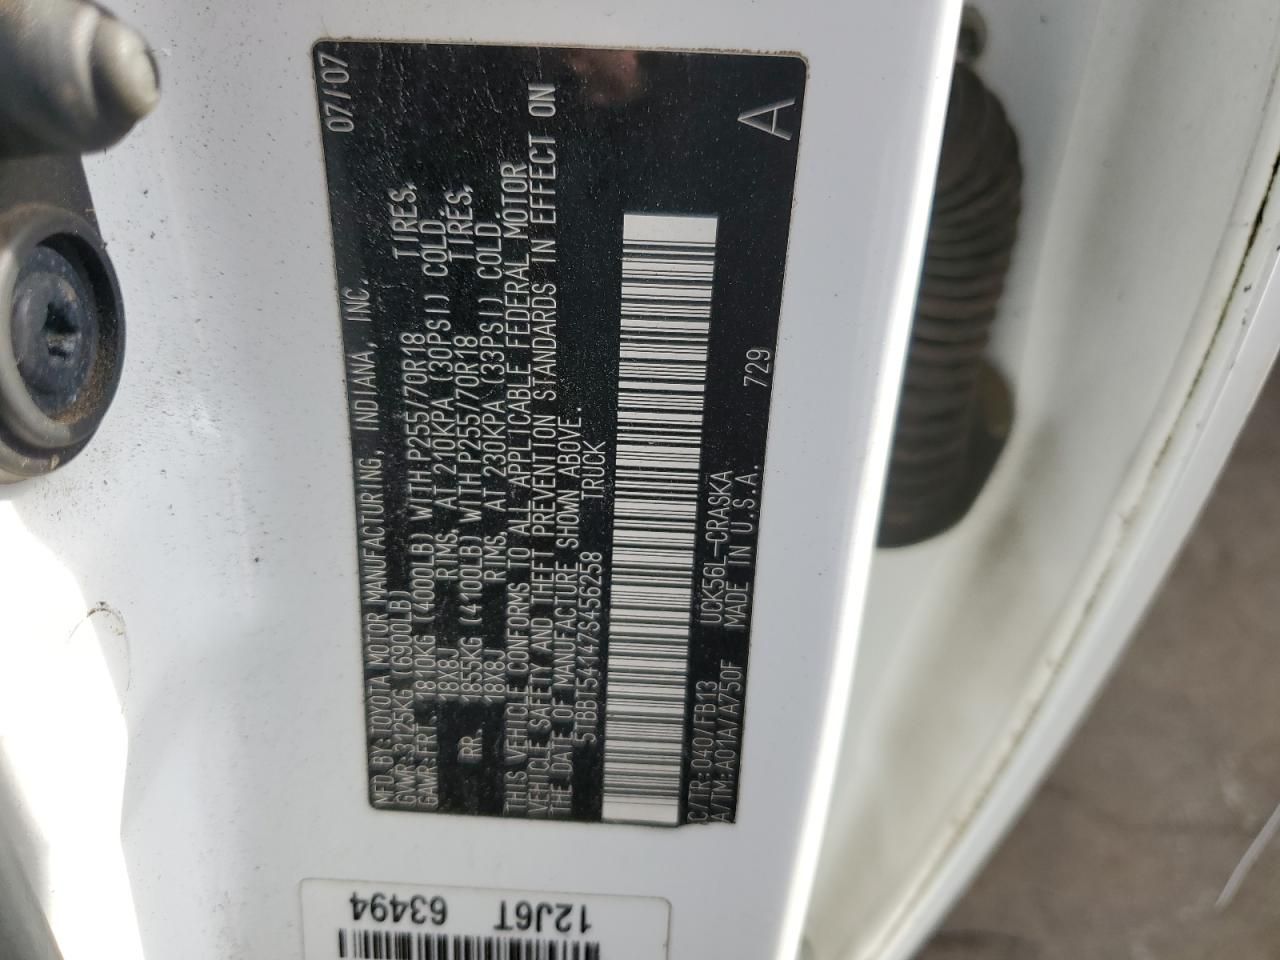 MFD. BY: TOYOTA MOTOR MANUFACTURING, INDIANA, INC. 07/07
GVWR: 3125KG (6900LB)
GAWR: FRT. 1810KG (4000LB) WITH P255/70R18 TIRES,
18X8J RIMS, AT 210KPA (30PSI) COLD.
RR. 1855KG (4100LB) WITH P255/70R18 TIRES,
18X8J RIMS, AT 230KPA (33PSI) COLD.
THIS VEHICLE CONFORMS TO ALL APPLICABLE FEDERAL MOTOR
VEHICLE SAFETY AND THEFT PREVENTION STANDARDS IN EFFECT ON
THE DATE OF MANUFACTURE SHOWN ABOVE.
5TBBT54147S456258 TRUCK
C/TR: 040/FB13 UCK56L-CRASKA 729 A
A/TM: A01A/A750F MADE IN U.S.A.
12J6T
63494